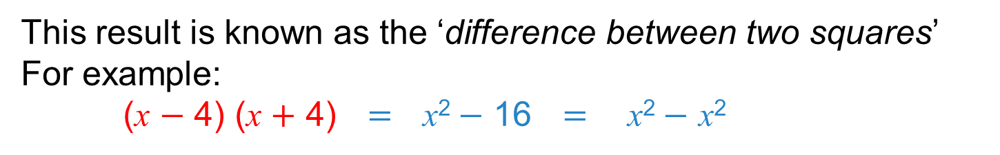 This result is known as the ‘difference between two squares’
For example:
(x − 4) (x + 4) = x² − 16 = x² − x²